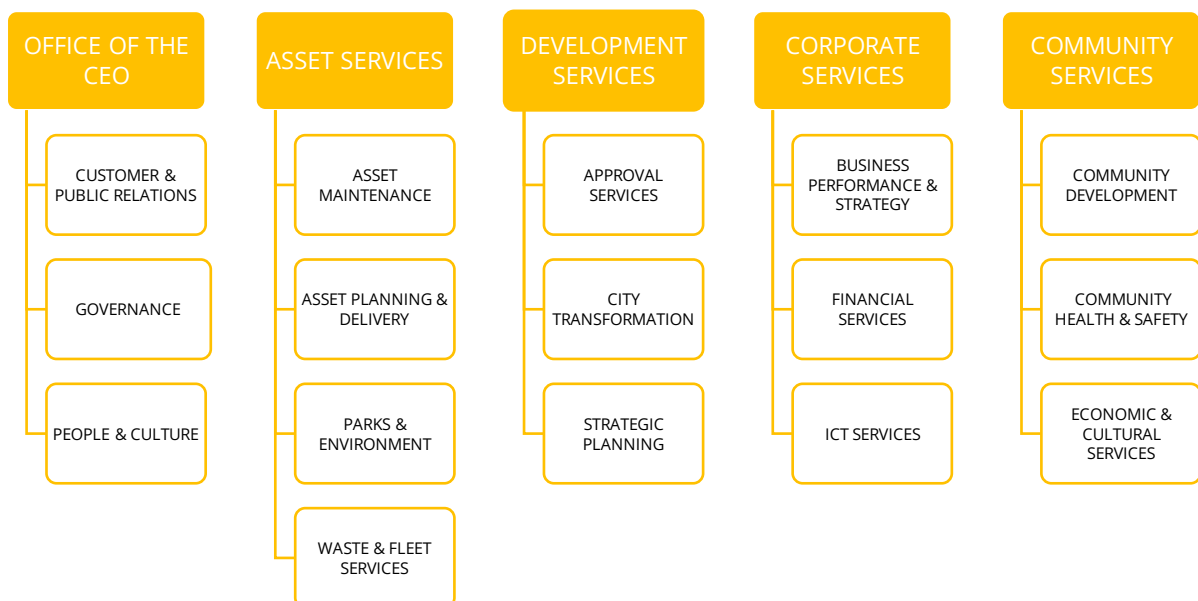 OFFICE OF THE
CEO
CUSTOMER &
PUBLIC RELATIONS
GOVERNANCE
PEOPLE & CULTURE
ASSET SERVICES
ASSET
MAINTENANCE
ASSET PLANNING &
DELIVERY
PARKS &
ENVIRONMENT
WASTE & FLEET
SERVICES
DEVELOPMENT
SERVICES
APPROVAL
SERVICES
CITY
TRANSFORMATION
STRATEGIC
PLANNING
CORPORATE
SERVICES
BUSINESS
PERFORMANCE &
STRATEGY
FINANCIAL
SERVICES
ICT SERVICES
COMMUNITY
SERVICES
COMMUNITY
DEVELOPMENT
COMMUNITY
HEALTH & SAFETY
ECONOMIC &
CULTURAL
SERVICES